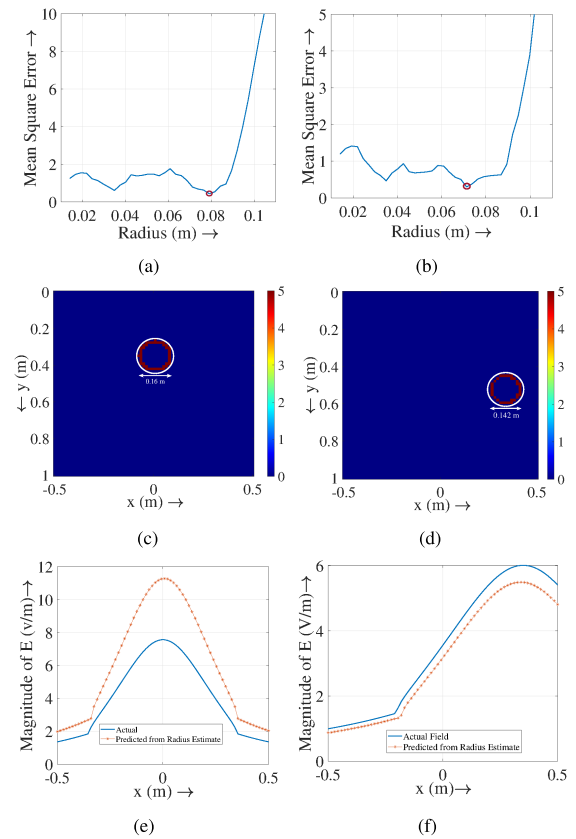 10
8
6
4
2
0
Mean Square Error →
0.02 0.04 0.06 0.08 0.1
Radius (m) →
(a)
5
4
3
2
1
0
Mean Square Error →
0.02 0.04 0.06 0.08 0.1
Radius (m) →
(b)
0
0.2
0.4
0.6
0.8
1
← y (m)
0.16 m
-0.5 0 0.5
x (m) →
5
4
3
2
1
0
(c)
0
0.2
0.4
0.6
0.8
1
← y (m)
0.142 m
-0.5 0 0.5
x (m) →
5
4
3
2
1
0
(d)
12
10
8
6
4
2
0
Magnitude of E (v/m)→
Actual
Predicted from Radius Estimate
-0.5 0 0.5
x (m) →
(e)
6
4
2
0
Magnitude of E (V/m)→
Actual Field
Predicted from Radius Estimate
-0.5 0 0.5
x (m)→
(f)